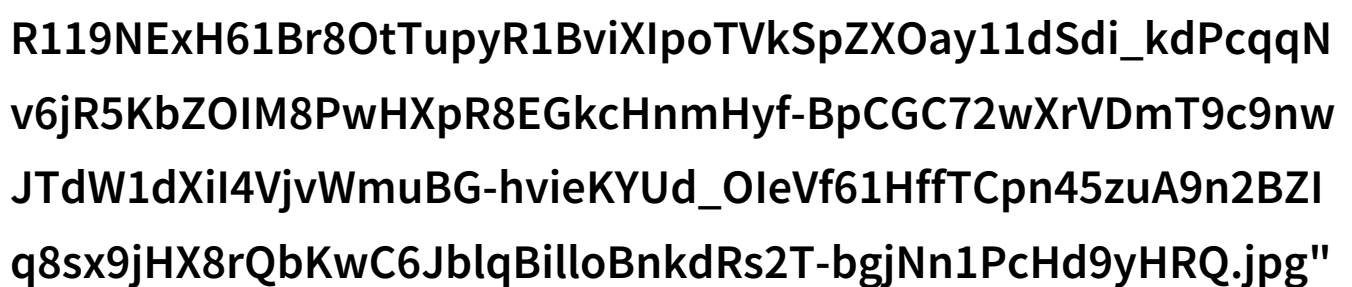 R119NExH61Br8OtTupyR1BviXIpoTVkSpZXOay11dSdi_kdPcqqN
v6jR5KbZOIM8PwHXpR8EGkcHnmHyf-BpCGC72wXrVDmT9c9nw
JTdW1dXiI4VjvWmuBG-hvieKYUd_OIeVf61HffTCpn45zuA9n2BZI
q8sx9jHX8rQbKwC6JblqBilloBnkdRs2T-bgjNn1PcHd9yHRQ.jpg"